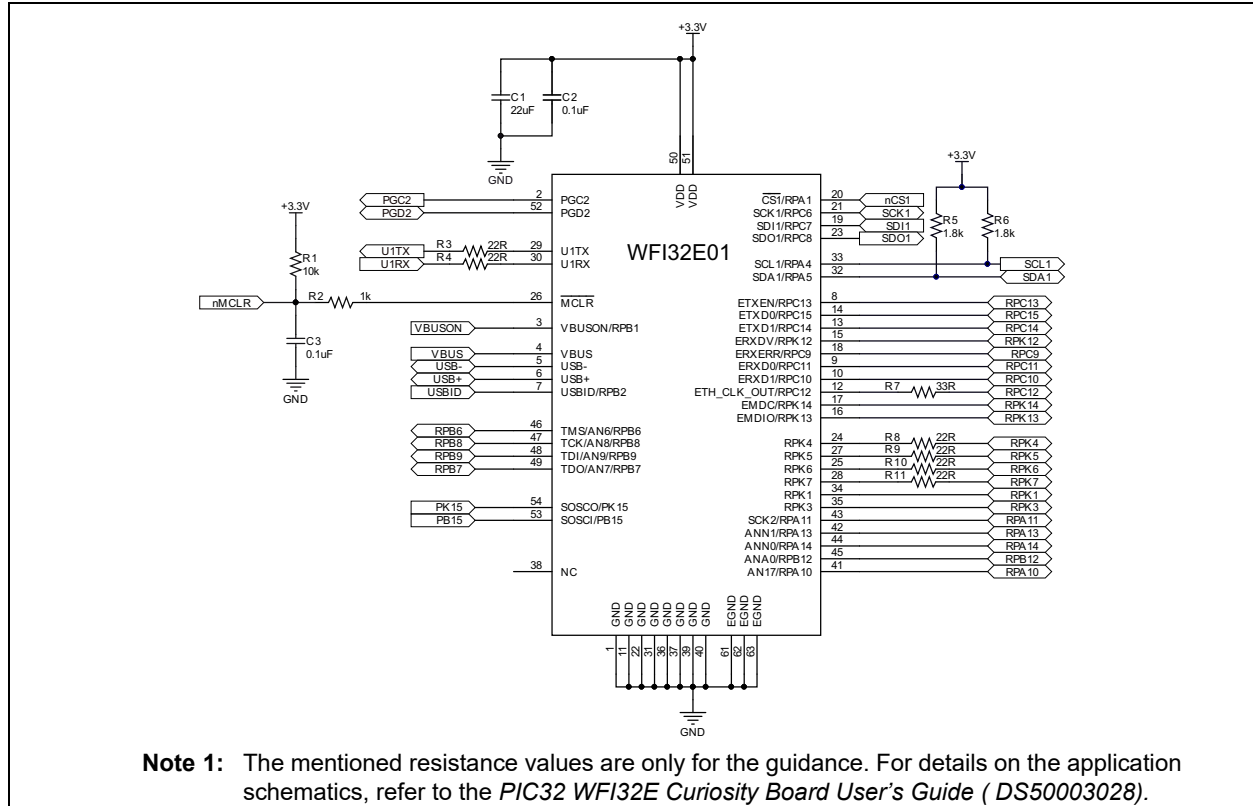 +3.3V
C1
22uF
C2
0.1uF
GND
50
51
VDD
VDD
WFI32E01
PGC2 2 PGC2
PGD2 52 PGD2
U1TX R3 22R 29 U1TX
U1RX R4 22R 30 U1RX
+3.3V
R1
10k
nMCLR R2 1k 26 MCLR
C3
0.1uF
GND
VBUSON 3 VBUSON/RPB1
VBUS 4 VBUS
USB- 5 USB-
USB+ 6 USB+
USBID 7 USBID/RPB2
RPB6 46 TMS/AN6/RPB6
RPB8 47 TCK/AN8/RPB8
RPB9 48 TDI/AN9/RPB9
RPB7 49 TDO/AN7/RPB7
PK15 54 SOSCO/PK15
PB15 53 SOSCI/PB15
38 NC
+3.3V
R5
1.8k
R6
1.8k
CS1/RPA1 20 nCS1
SCK1/RPC6 21 SCK1
SDI1/RPC7 19 SDI1
SDO1/RPC8 23 SDO1
SCL1/RPA4 33 SCL1
SDA1/RPA5 32 SDA1
ETXEN/RPC13 8 RPC13
ETXD0/RPC15 14 RPC15
ETXD1/RPC14 13 RPC14
ERXDV/RPK12 15 RPK12
ERXERR/RPC9 18 RPC9
ERXD0/RPC11 9 RPC11
ERXD1/RPC10 10 RPC10
ETH_CLK_OUT/RPC12 12 R7 33R RPC12
EMDC/RPK14 17 RPK14
EMDIO/RPK13 16 RPK13
RPK4 24 R8 22R RPK4
RPK5 27 R9 22R RPK5
RPK6 25 R10 22R RPK6
RPK7 28 R11 22R RPK7
RPK1 34 RPK1
RPK3 35 RPK3
SCK2/RPA11 43 RPA11
ANN1/RPA13 42 RPA13
ANN0/RPA14 44 RPA14
ANA0/RPB12 45 RPB12
AN17/RPA10 41 RPA10
GND GND GND GND GND GND GND GND EGND EGND EGND
1 11 22 31 36 37 39 40 61 62 63
GND
Note 1: The mentioned resistance values are only for the guidance. For details on the application
schematics, refer to the PIC32 WFI32E Curiosity Board User's Guide ( DS50003028).